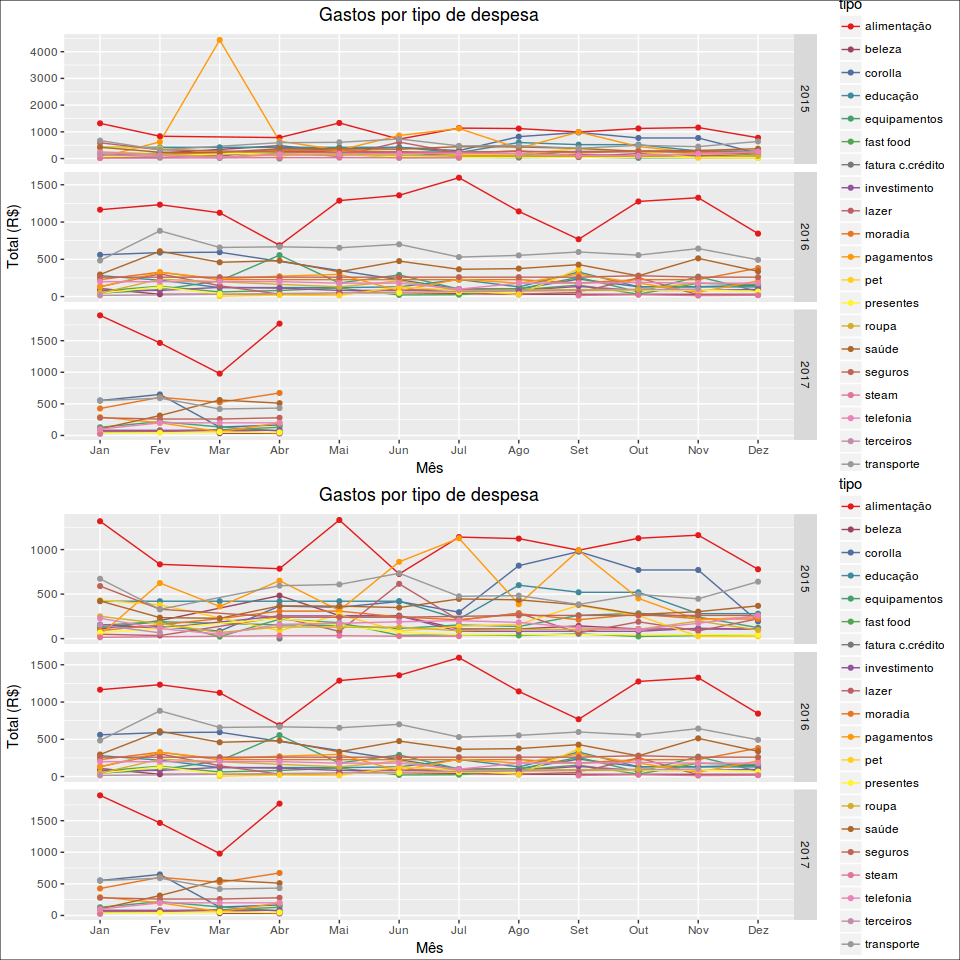 Gastos por tipo de despesa
Total (R$)
4000
3000
2000
1000
0
2015
1500
1000
500
0
2016
1500
1000
500
0
2017
Jan Fev Mar Abr Mai Jun Jul Ago Set Out Nov Dez
Mês
tipo
alimentação
beleza
corolla
educação
equipamentos
fast food
fatura c.crédito
investimento
lazer
moradia
pagamentos
pet
presentes
roupa
saúde
seguros
steam
telefonia
terceiros
transporte
Gastos por tipo de despesa
Total (R$)
1000
500
0
2015
1500
1000
500
0
2016
1500
1000
500
0
2017
Jan Fev Mar Abr Mai Jun Jul Ago Set Out Nov Dez
Mês
tipo
alimentação
beleza
corolla
educação
equipamentos
fast food
fatura c.crédito
investimento
lazer
moradia
pagamentos
pet
presentes
roupa
saúde
seguros
steam
telefonia
terceiros
transporte